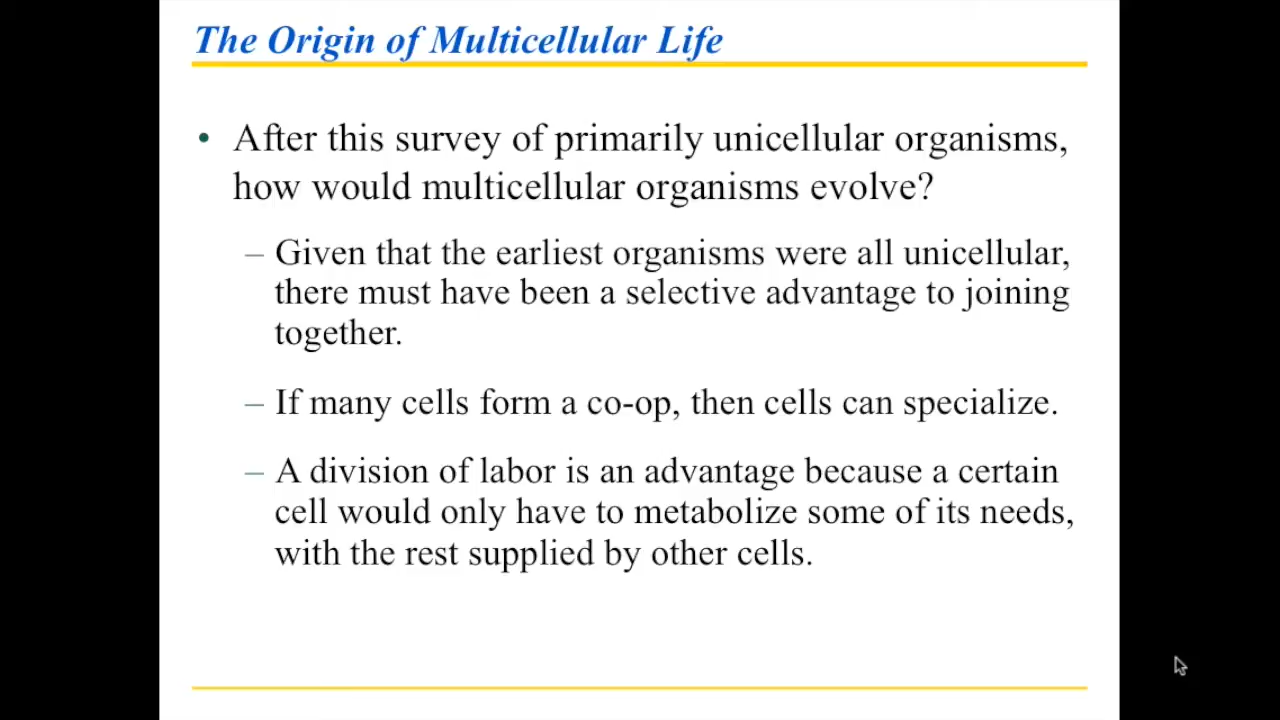 The Origin of Multicellular Life
• After this survey of primarily unicellular organisms,
how would multicellular organisms evolve?
– Given that the earliest organisms were all unicellular,
there must have been a selective advantage to joining
together.
– If many cells form a co-op, then cells can specialize.
– A division of labor is an advantage because a certain
cell would only have to metabolize some of its needs,
with the rest supplied by other cells.